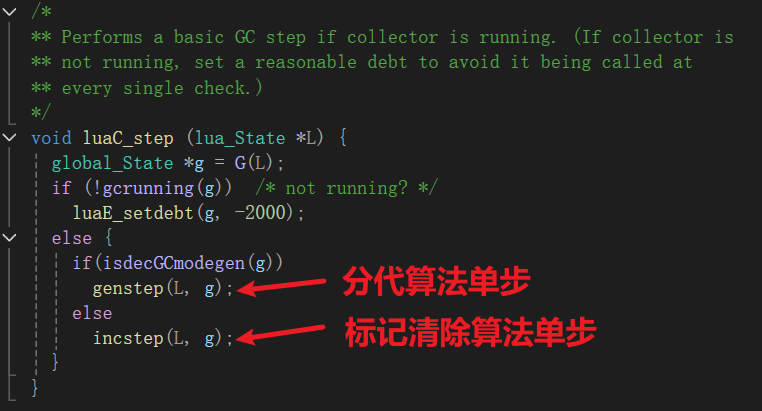 /*
** Performs a basic GC step if collector is running. (If collector is
** not running, set a reasonable debt to avoid it being called at
** every single check.)
*/
void luaC_step (lua_State *L) {
global_State *g = G(L);
if (!gcrunning(g))  /* not running? */
luaE_setdebt(g, -2000);
else {
if(isdecGCmodegen(g))
genstep(L, g); 分代算法单步
else
incstep(L, g); 标记清除算法单步
}
}